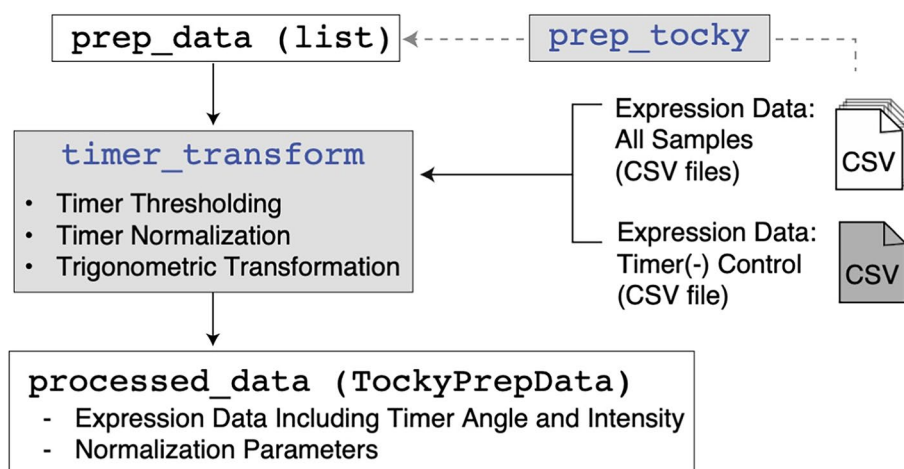 prep_data (list)
prep_tocky
timer_transform
• Timer Thresholding
• Timer Normalization
• Trigonometric Transformation
Expression Data:
All Samples
(CSV files)
CSV
Expression Data:
Timer(-) Control
(CSV file)
CSV
processed_data (TockyPrepData)
- Expression Data Including Timer Angle and Intensity
- Normalization Parameters